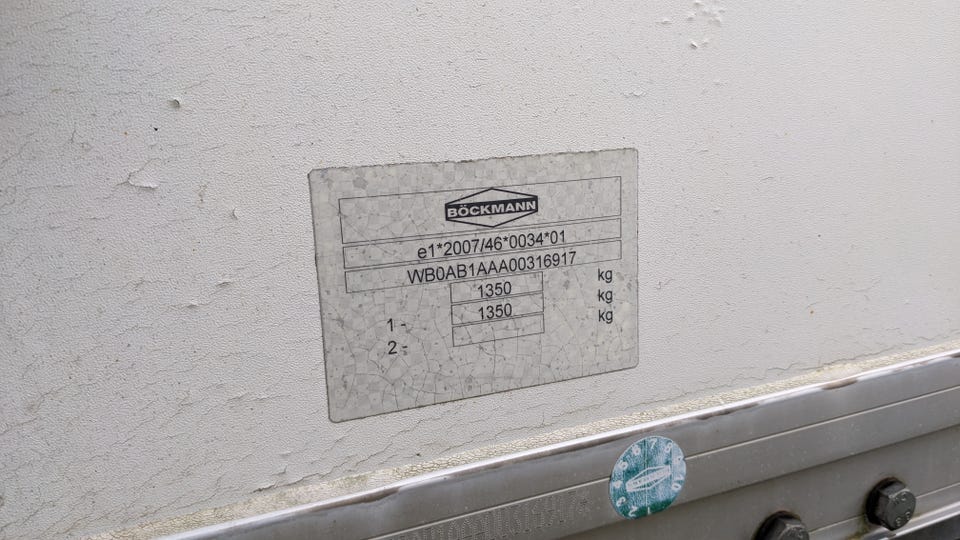 BÖCKMANN
e1*2007/46*0034*01
WB0AB1AAA00316917
1350 kg
1 - 1350 kg
2 - kg